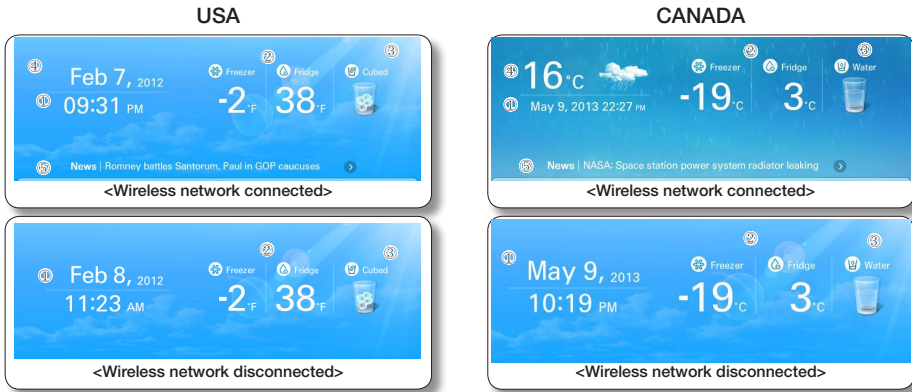 USA
④ Feb 7, 2012
① 09:31 PM
② Freezer Fridge
-2°F 38°F
③ Cubed
⑤ News | Romney battles Santorum, Paul in GOP caucuses
<Wireless network connected>
① Feb 8, 2012
11:23 AM
② Freezer Fridge
-2°F 38°F
③ Cubed
<Wireless network disconnected>
CANADA
④ 16°C
① May 9, 2013 22:27 PM
② Freezer Fridge
-19°C 3°C
③ Water
⑤ News | NASA: Space station power system radiator leaking
<Wireless network connected>
① May 9, 2013
10:19 PM
② Freezer Fridge
-19°C 3°C
③ Water
<Wireless network disconnected>